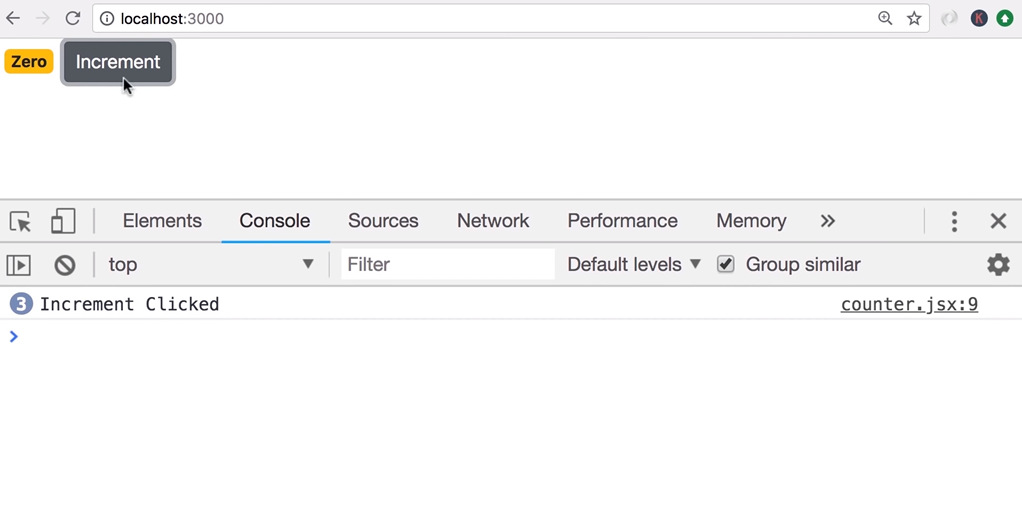 localhost:3000
K
Zero Increment
Elements Console Sources Network Performance Memory »
top ▼ Filter Default levels ▼ Group similar
3 Increment Clicked counter.jsx:9
>